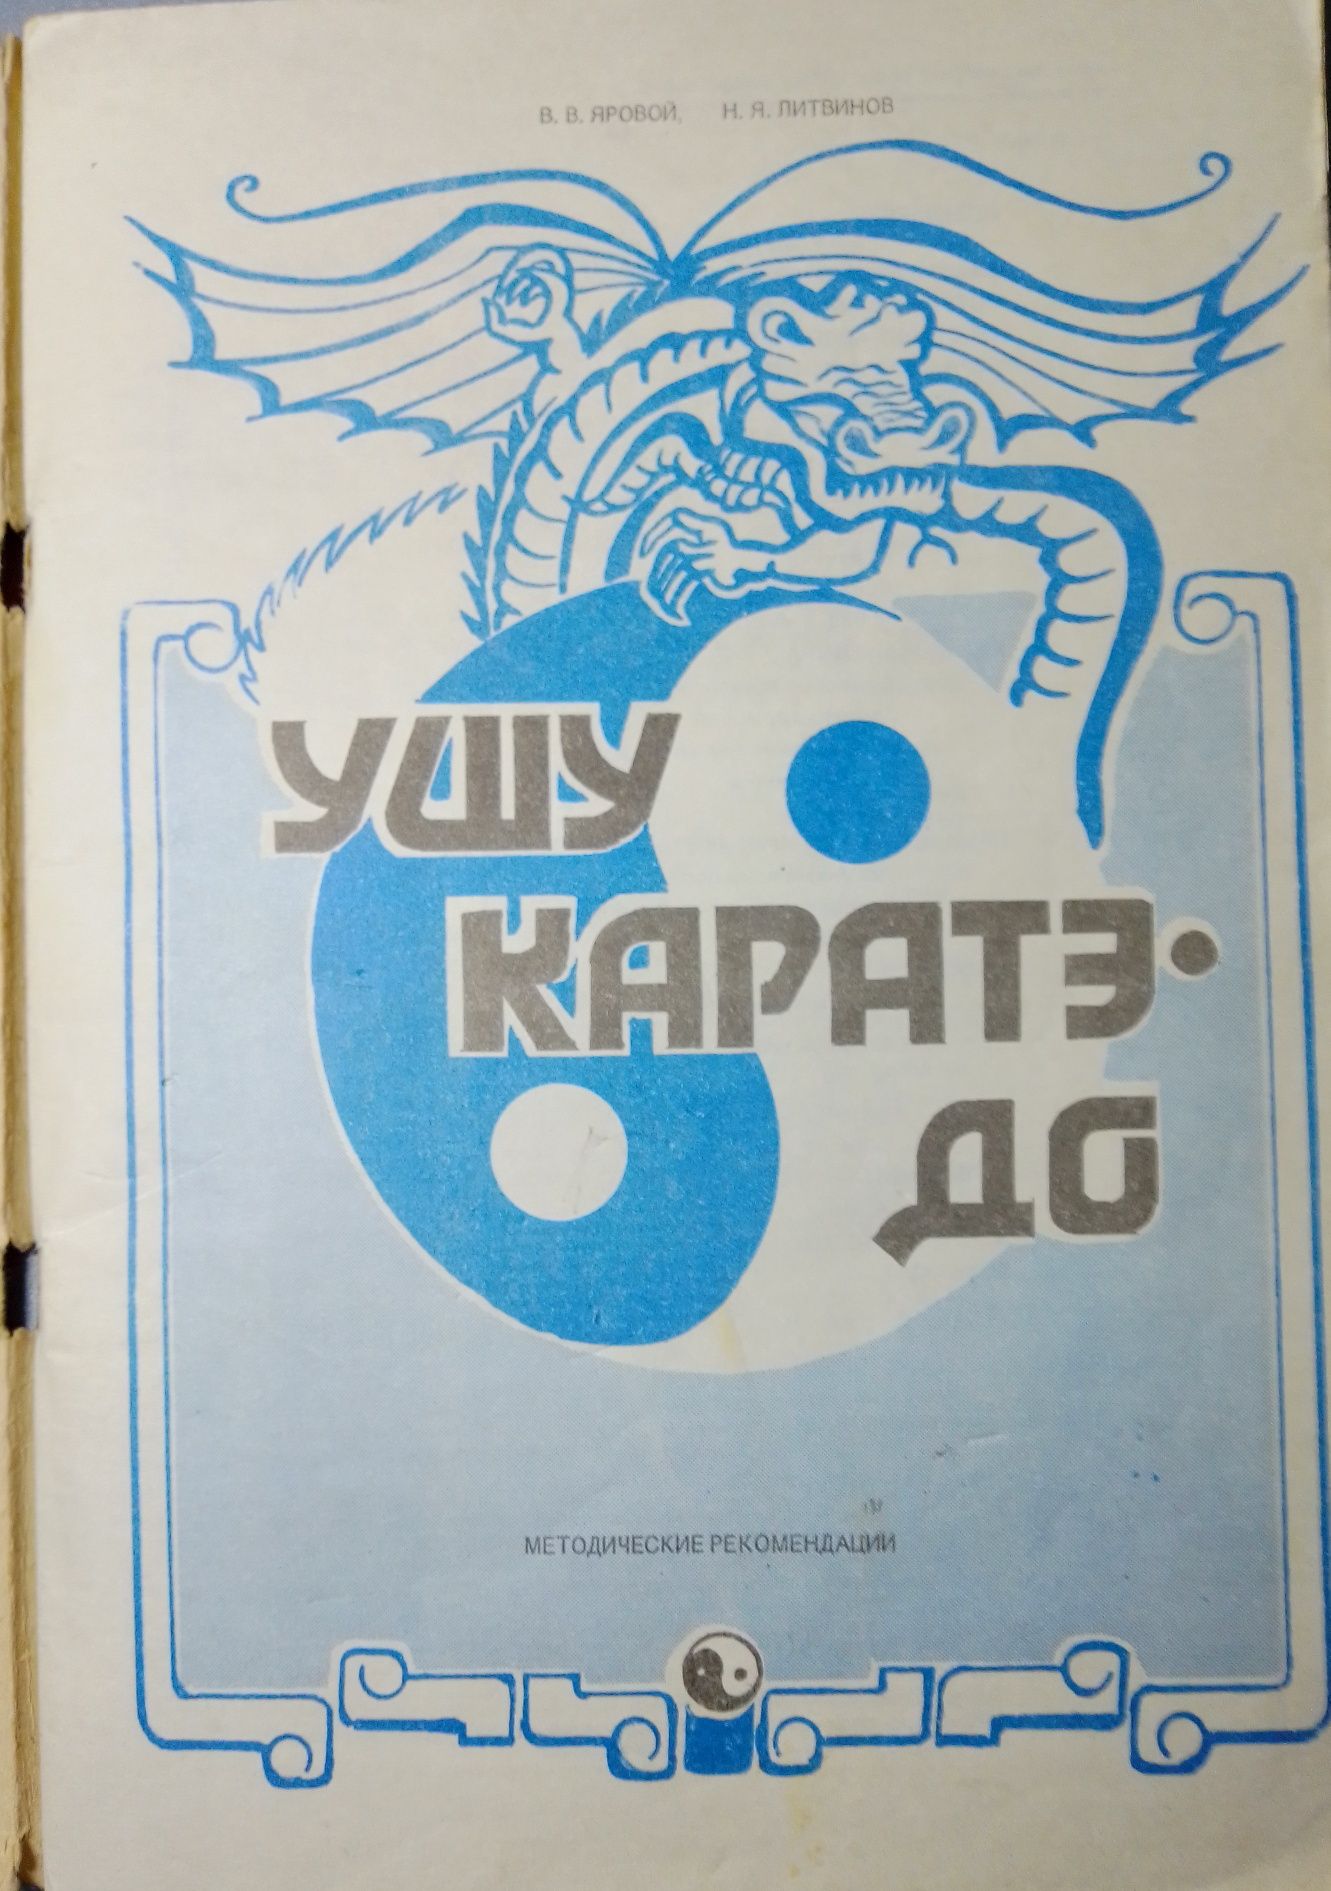 В. В. ЯРОВОЙ, Н. Я. ЛИТВИНОВ
УШУ
КАРАТЭ•
ДО
МЕТОДИЧЕСКИЕ РЕКОМЕНДАЦИИ